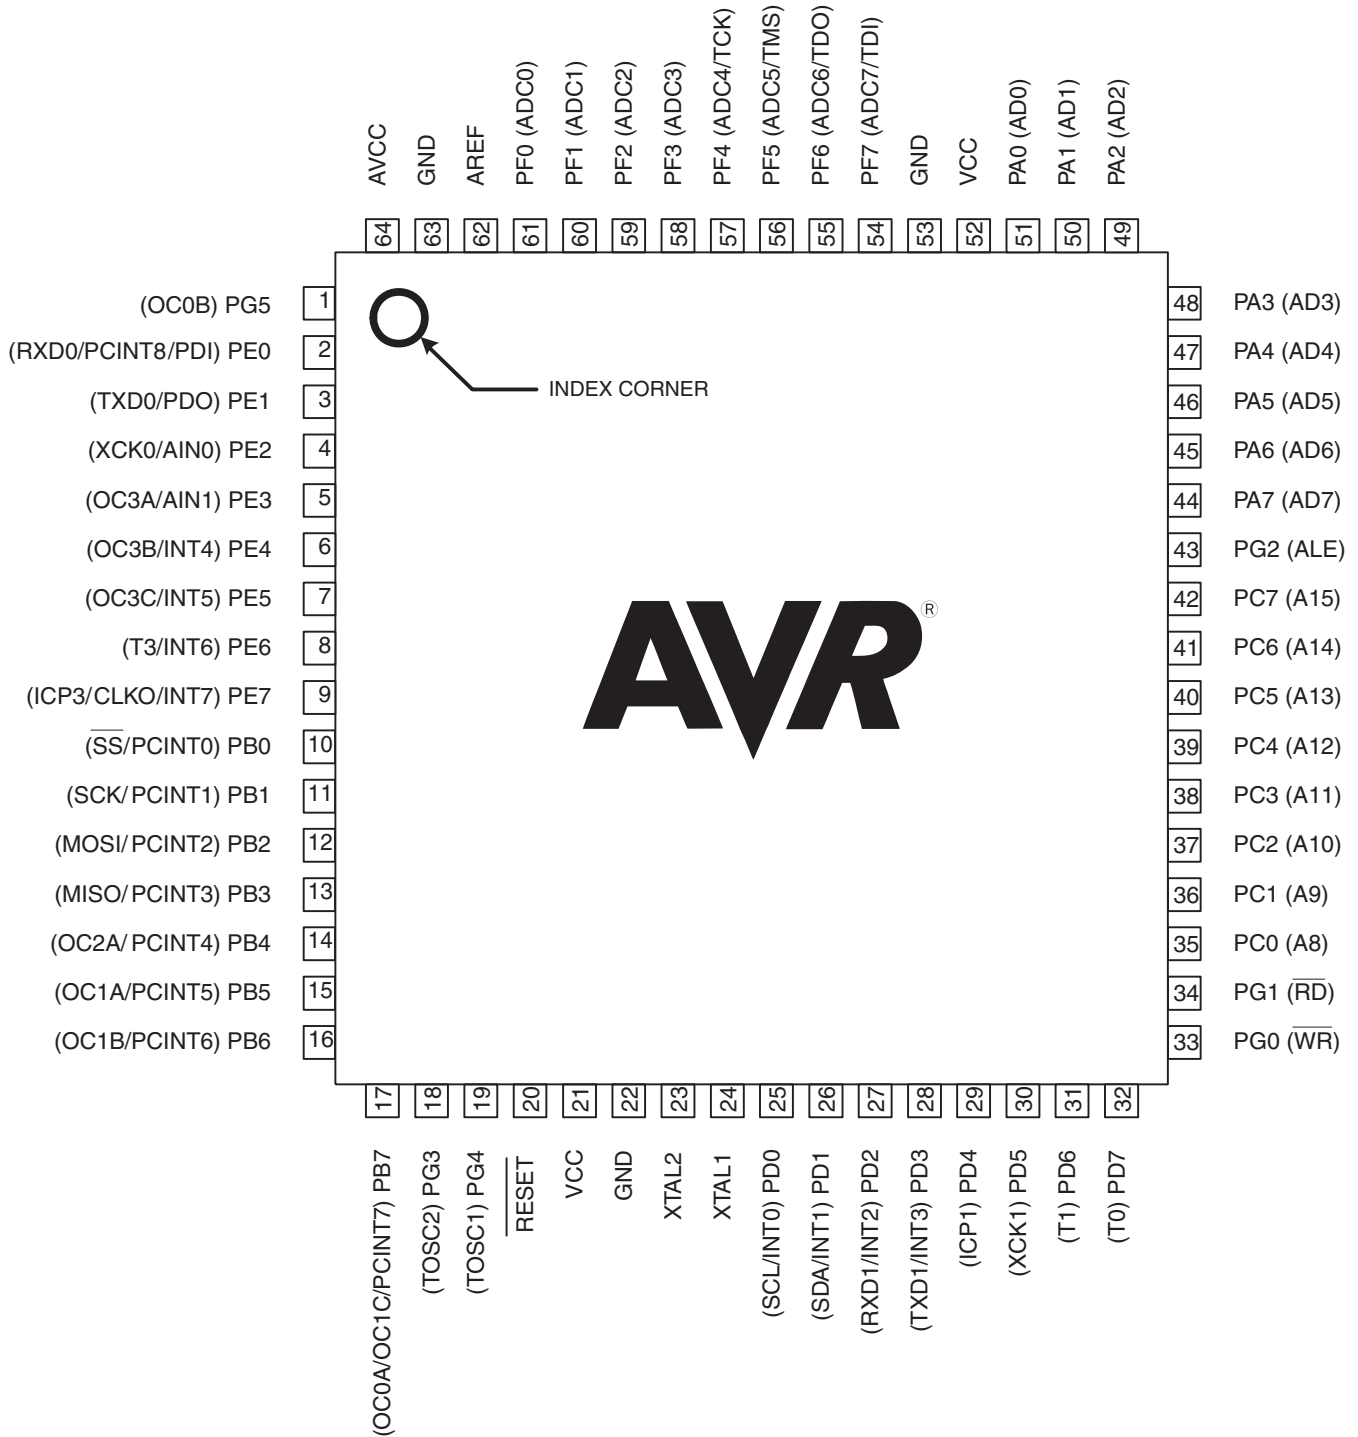 AVCC
GND
AREF
PF0 (ADC0)
PF1 (ADC1)
PF2 (ADC2)
PF3 (ADC3)
PF4 (ADC4/TCK)
PF5 (ADC5/TMS)
PF6 (ADC6/TDO)
PF7 (ADC7/TDI)
GND
VCC
PA0 (AD0)
PA1 (AD1)
PA2 (AD2)
64
63
62
61
60
59
58
57
56
55
54
53
52
51
50
49
(OC0B) PG5 1
(RXD0/PCINT8/PDI) PE0 2
(TXD0/PDO) PE1 3
(XCK0/AIN0) PE2 4
(OC3A/AIN1) PE3 5
(OC3B/INT4) PE4 6
(OC3C/INT5) PE5 7
(T3/INT6) PE6 8
(ICP3/CLKO/INT7) PE7 9
(SS/PCINT0) PB0 10
(SCK/ PCINT1) PB1 11
(MOSI/ PCINT2) PB2 12
(MISO/ PCINT3) PB3 13
(OC2A/ PCINT4) PB4 14
(OC1A/PCINT5) PB5 15
(OC1B/PCINT6) PB6 16
INDEX CORNER
AVR®
48 PA3 (AD3)
47 PA4 (AD4)
46 PA5 (AD5)
45 PA6 (AD6)
44 PA7 (AD7)
43 PG2 (ALE)
42 PC7 (A15)
41 PC6 (A14)
40 PC5 (A13)
39 PC4 (A12)
38 PC3 (A11)
37 PC2 (A10)
36 PC1 (A9)
35 PC0 (A8)
34 PG1 (RD)
33 PG0 (WR)
17
18
19
20
21
22
23
24
25
26
27
28
29
30
31
32
(OC0A/OC1C/PCINT7) PB7
(TOSC2) PG3
(TOSC1) PG4
RESET
VCC
GND
XTAL2
XTAL1
(SCL/INT0) PD0
(SDA/INT1) PD1
(RXD1/INT2) PD2
(TXD1/INT3) PD3
(ICP1) PD4
(XCK1) PD5
(T1) PD6
(T0) PD7